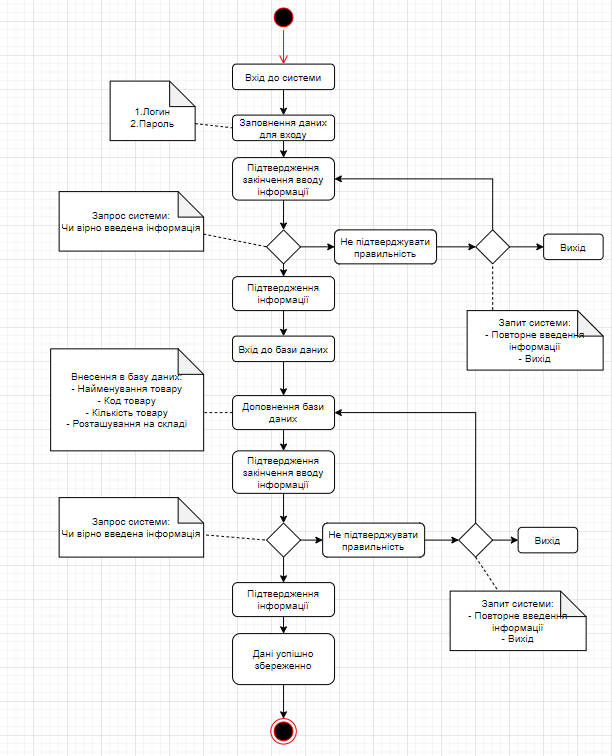 Вхід до системи
1.Логин
2.Пароль
Заповнення даних
для входу
Підтвердження
закінчення вводу
інформації
Запрос системи:
Чи вірно введена інформація
Не підтверджувати
правильність
Вихід
Підтвердження
інформації
Запит системи:
- Повторне введення
інформації
- Вихід
Вхід до бази даних
Внесення в базу даних:
- Найменування товару
- Код товару
- Кількість товару
- Розташування на складі
Доповнення бази
даних
Підтвердження
закінчення вводу
інформації
Запрос системи:
Чи вірно введена інформація
Не підтверджувати
правильність
Вихід
Підтвердження
інформації
Запит системи:
- Повторне введення
інформації
- Вихід
Дані успішно
збереженно